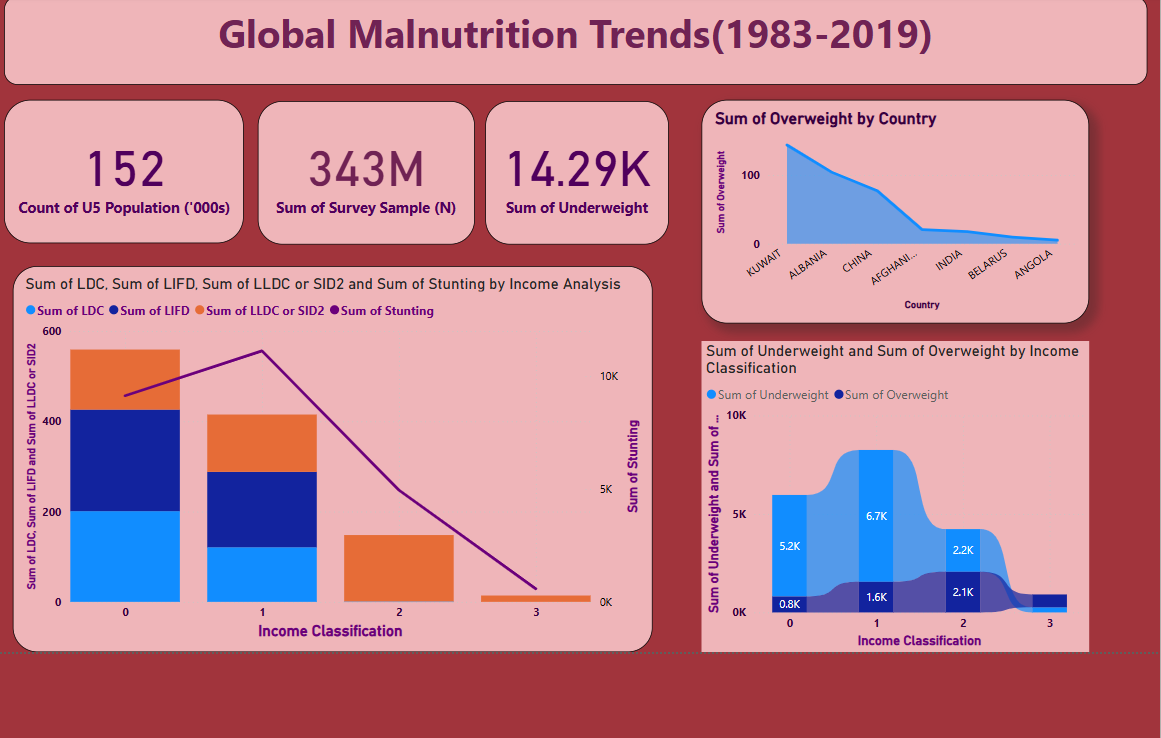 Global Malnutrition Trends(1983-2019)
152
Count of U5 Population ('000s)
343M
Sum of Survey Sample (N)
14.29K
Sum of Underweight
Sum of Overweight by Country
Sum of Overweight
100
0
KUWAIT
ALBANIA
CHINA
AFGHANI...
INDIA
BELARUS
ANGOLA
Country
Sum of LDC, Sum of LIFD, Sum of LLDC or SID2 and Sum of Stunting by Income Analysis
Sum of LDC Sum of LIFD Sum of LLDC or SID2 Sum of Stunting
Sum of LDC, Sum of LIFD and Sum of LLDC or SID2
600
400
200
0
0 1 2 3
Income Classification
10K
5K
0K
Sum of Stunting
Sum of Underweight and Sum of Overweight by Income
Classification
Sum of Underweight Sum of Overweight
Sum of Underweight and Sum of ...
10K
5K
0K
5.2K
0.8K
6.7K
1.6K
2.2K
2.1K
0 1 2 3
Income Classification